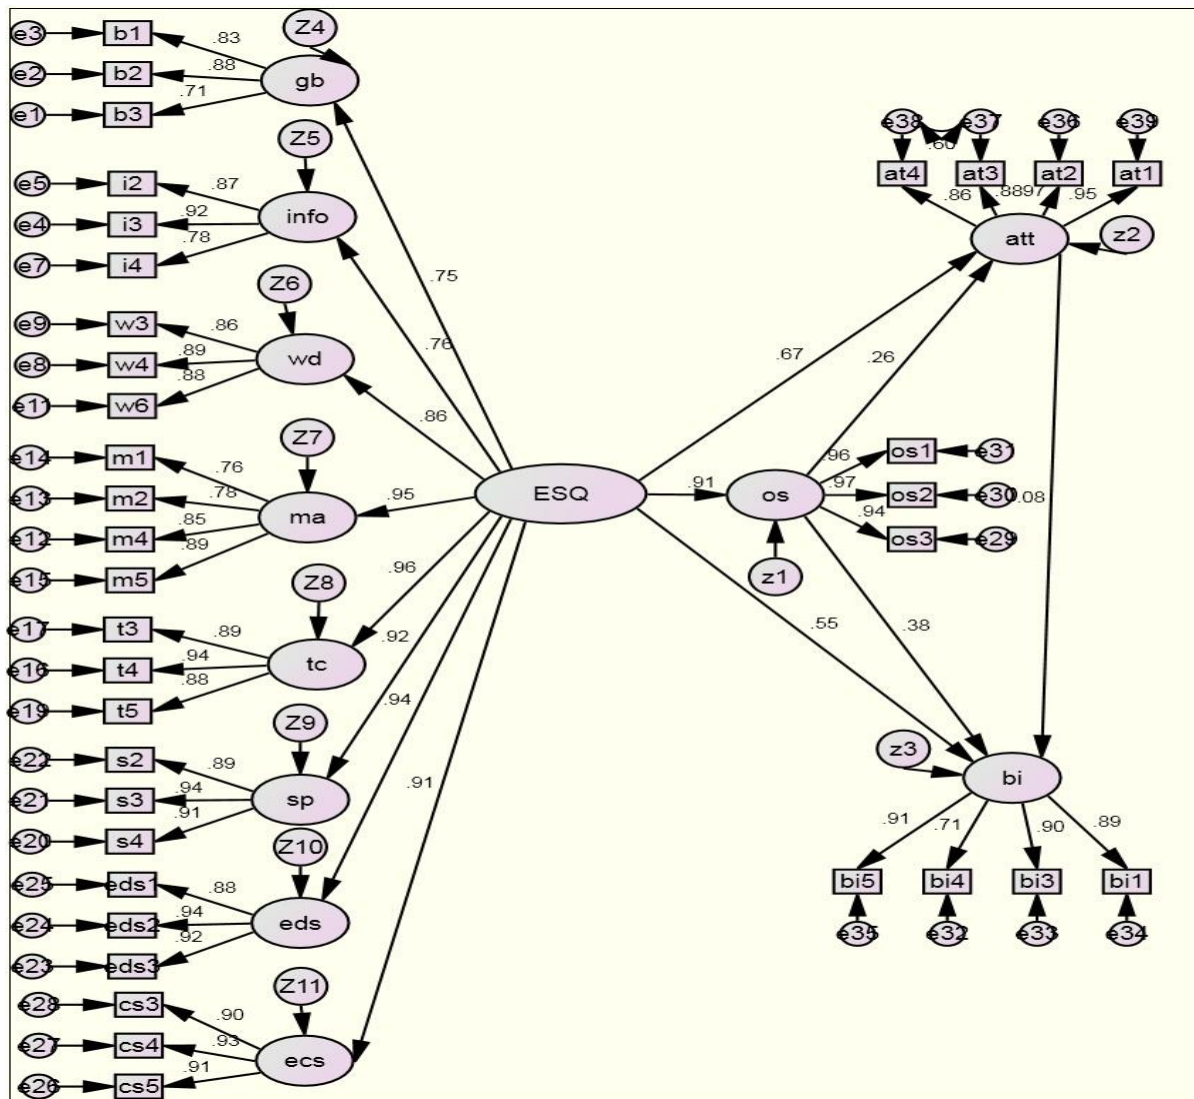 e3 b1 .83 Z4
e2 b2 .88 gb
e1 b3 .71
Z5
e5 i2 .87
e4 i3 .92 info
e7 i4 .78
Z6
e9 w3 .86
e8 w4 .89 wd
e11 w6 .88
Z7
e14 m1 .76
e13 m2 .78 ma
e12 m4 .85
e15 m5 .89
Z8
e17 t3 .89
e16 t4 .94 tc
e19 t5 .88
Z9
e22 s2 .89
e21 s3 .94 sp
e20 s4 .91
Z10
e25 eds1 .88
e24 eds2 .94 eds
e23 eds3 .92
Z11
e28 cs3 .90
e27 cs4 .93 ecs
e26 cs5 .91
.75
.76
.86
.95
.96
.92
.94
.91
ESQ
.67
.26
.91
.55
.38
e38 e37 e36 e39
.60
at4 at3 at2 at1
.86 .88 .97 .95
att z2
.96 os1 e31
os .97 os2 e30 .08
.94 os3 e29
z1
z3
bi
.91 .71 .90 .89
bi5 bi4 bi3 bi1
e35 e32 e33 e34